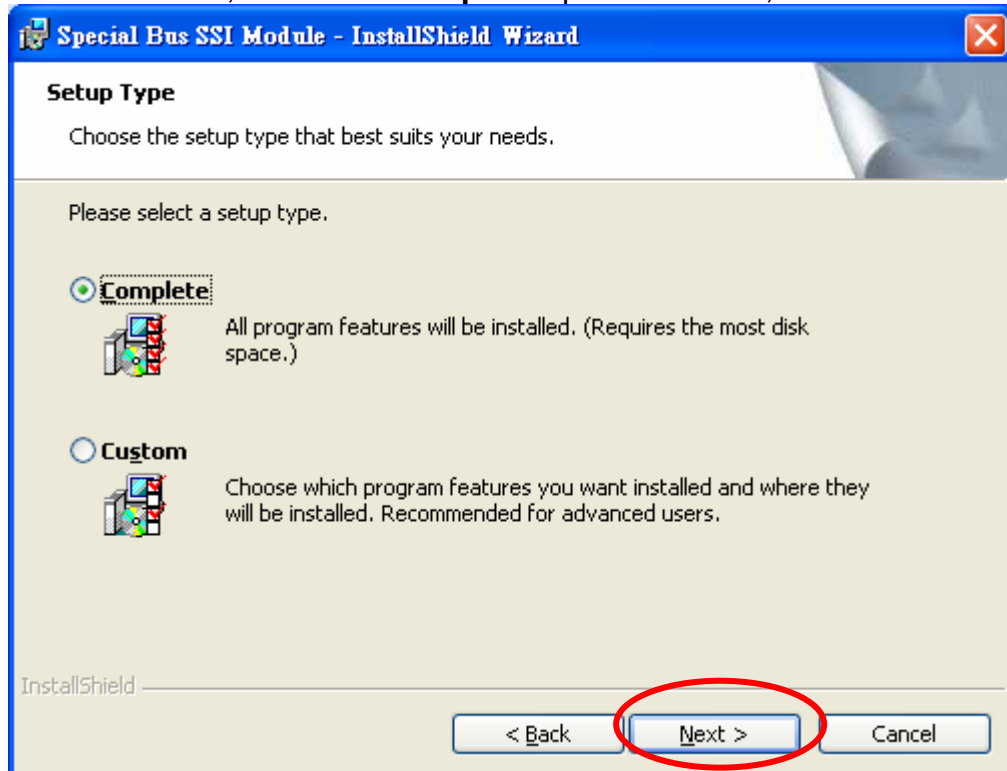 Special Bus SSI Module - InstallShield Wizard
Setup Type
Choose the setup type that best suits your needs.
Please select a setup type.
Complete
All program features will be installed. (Requires the most disk
space.)
Custom
Choose which program features you want installed and where they
will be installed. Recommended for advanced users.
InstallShield
< Back Next > Cancel